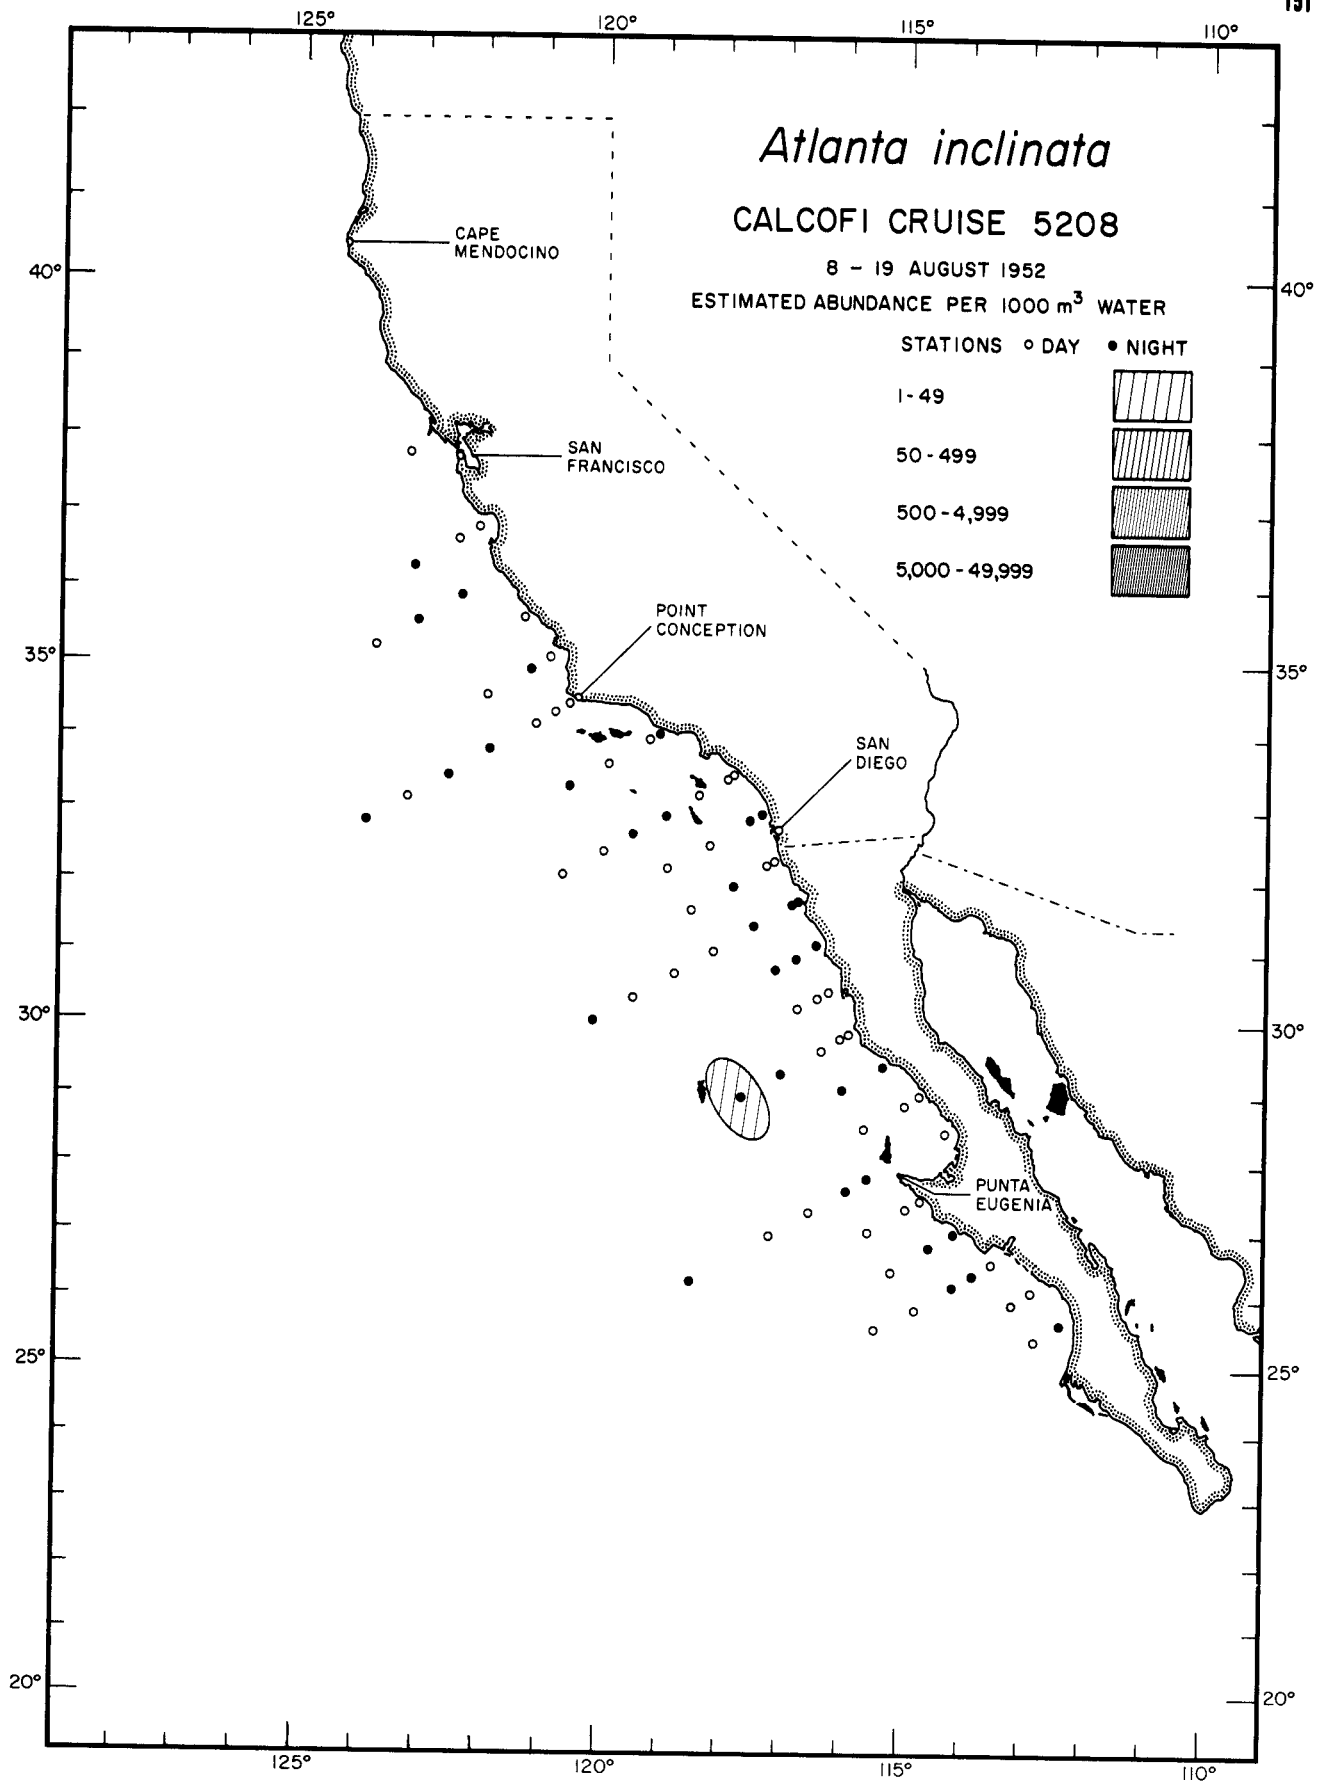 191
125° 120° 115° 110°
Atlanta inclinata
CALCOFI CRUISE 5208
8 - 19 AUGUST 1952
ESTIMATED ABUNDANCE PER 1000 m³ WATER
STATIONS ○ DAY ● NIGHT
1-49
50-499
500-4,999
5,000-49,999
CAPE
MENDOCINO
40° 40°
SAN
FRANCISCO
POINT
CONCEPTION
35° 35°
SAN
DIEGO
30° 30°
PUNTA
EUGENIA
25° 25°
20° 20°
125° 120° 115° 110°